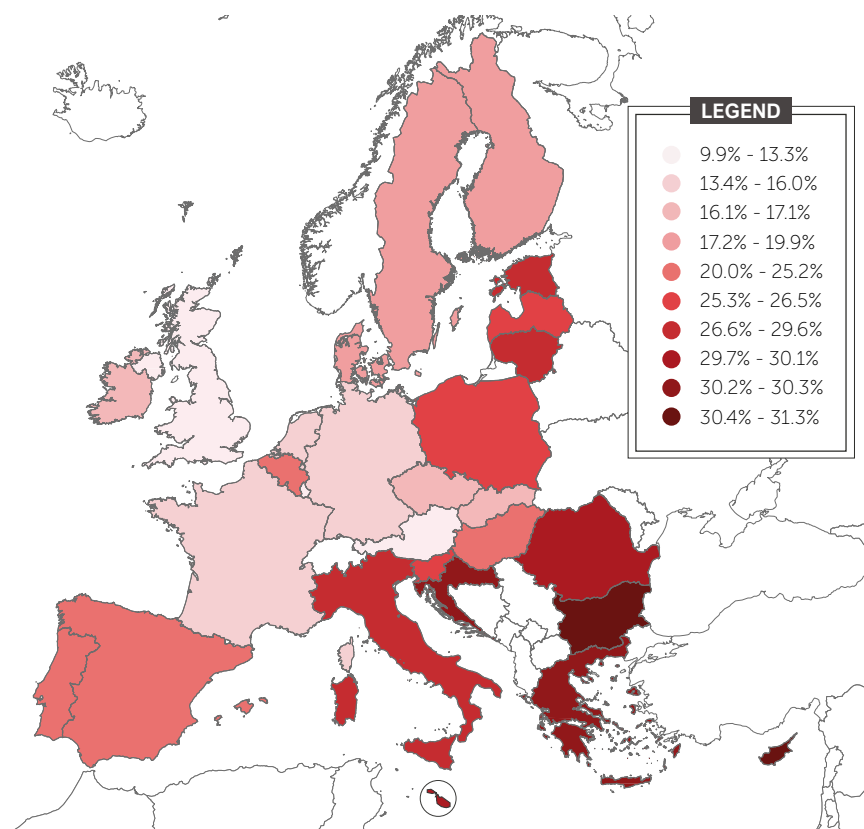 LEGEND
9.9% - 13.3%
13.4% - 16.0%
16.1% - 17.1%
17.2% - 19.9%
20.0% - 25.2%
25.3% - 26.5%
26.6% - 29.6%
29.7% - 30.1%
30.2% - 30.3%
30.4% - 31.3%